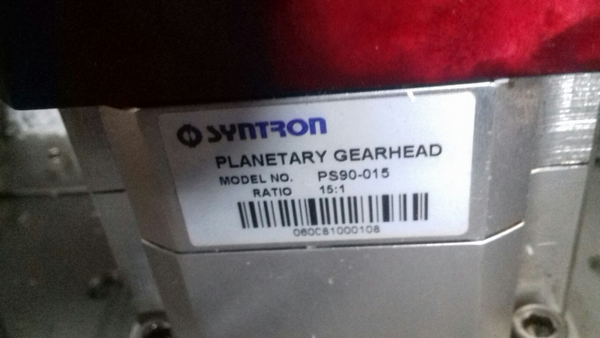 SYNTRON
PLANETARY GEARHEAD
MODEL NO. PS90-015
RATIO 15:1
060C81000108